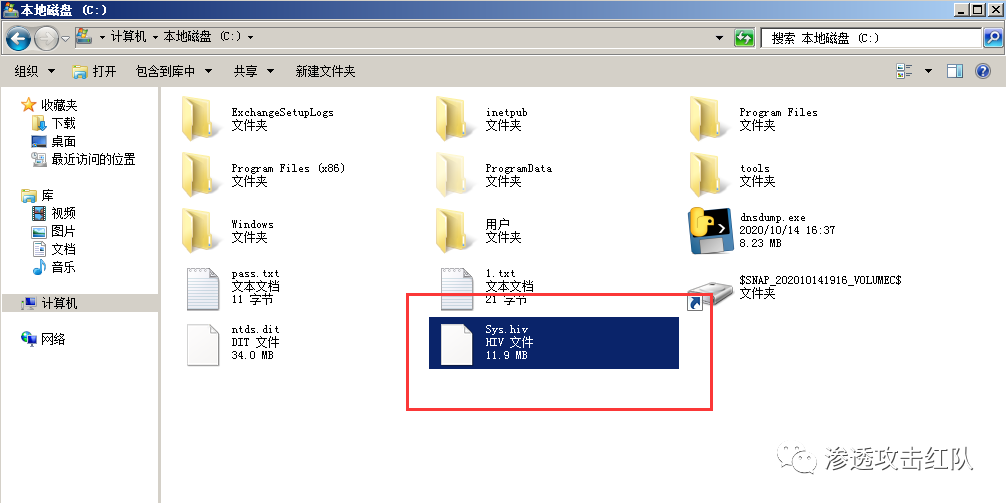 本地磁盘 (C:)
计算机 本地磁盘 (C:)
搜索 本地磁盘 (C:)
组织 打开 包含到库中 共享 新建文件夹
收藏夹
下载
桌面
最近访问的位置
库
视频
图片
文档
音乐
计算机
网络
ExchangeSetupLogs
文件夹
inetpub
文件夹
Program Files
文件夹
Program Files (x86)
文件夹
ProgramData
文件夹
tools
文件夹
Windows
文件夹
用户
文件夹
dnsdump.exe
2020/10/14 16:37
8.23 MB
pass.txt
文本文档
11 字节
1.txt
文本文档
21 字节
$SNAP_202010141916_VOLUMEC$
文件夹
ntds.dit
DIT 文件
34.0 MB
Sys.hiv
HIV 文件
11.9 MB
渗透攻击红队